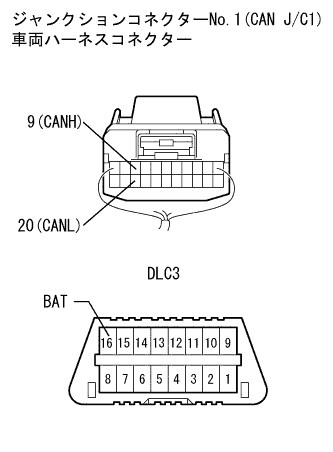 ジャンクションコネクターNo.1(CAN J/C1)
車両ハーネスコネクター
9(CANH)
20(CANL)
DLC3
BAT
16 15 14 13 12 11 10 9
8 7 6 5 4 3 2 1